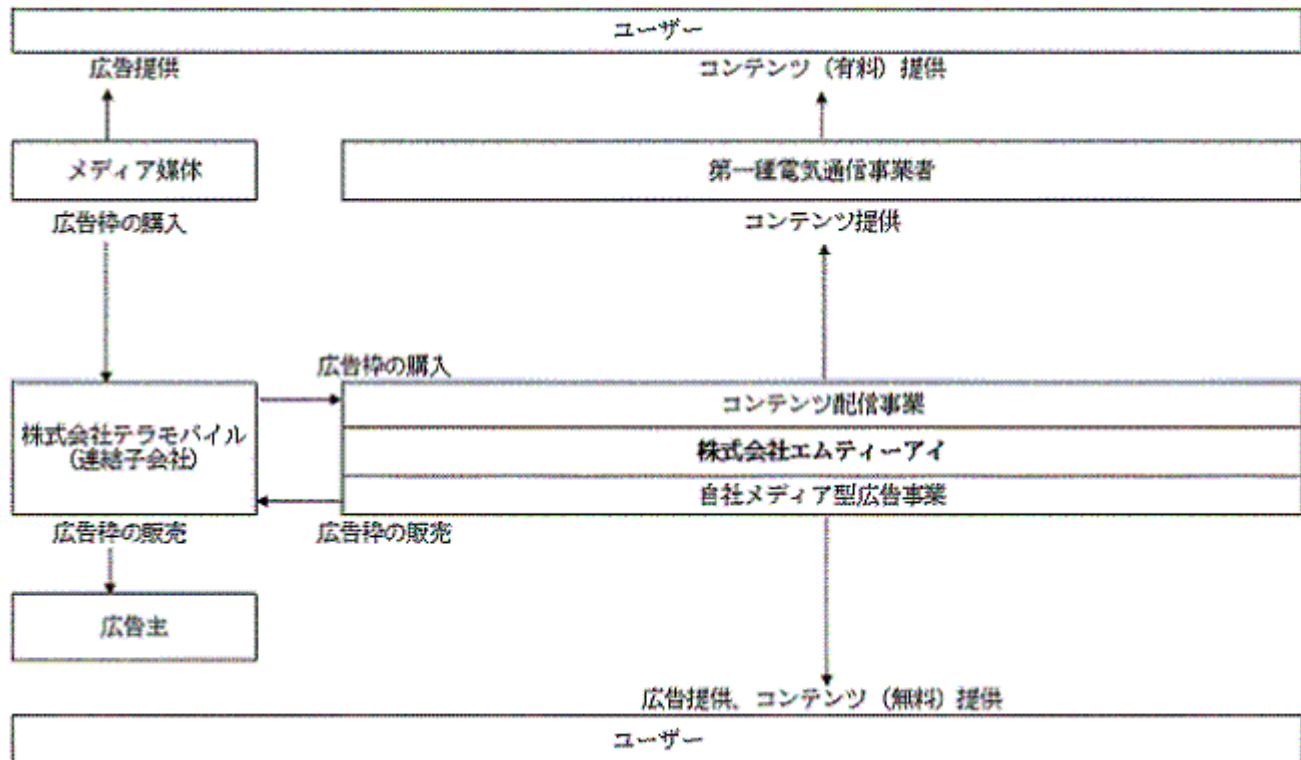 ユーザー
広告提供
コンテンツ（有料）提供
メディア媒体
第一種電気通信事業者
広告枠の購入
コンテンツ提供
広告枠の購入
株式会社テラモバイル
（連結子会社）
コンテンツ配信事業
株式会社エムティーアイ
自社メディア型広告事業
広告枠の販売
広告枠の販売
広告主
広告提供、コンテンツ（無料）提供
ユーザー